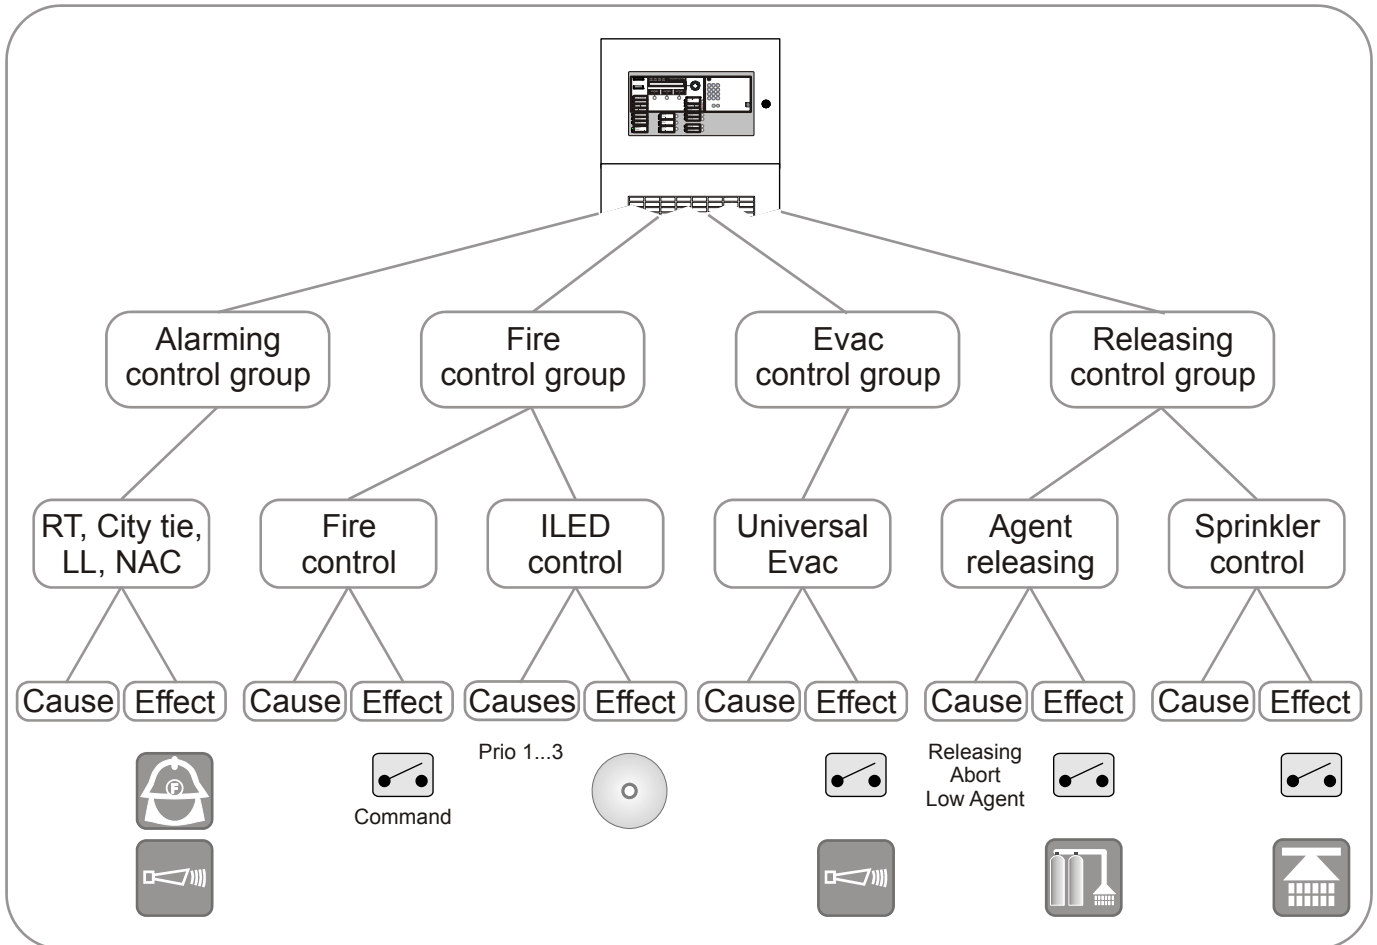 Alarming
control group
Fire
control group
Evac
control group
Releasing
control group
RT, City tie,
LL, NAC
Fire
control
ILED
control
Universal
Evac
Agent
releasing
Sprinkler
control
Cause
Effect
Cause
Effect
Causes
Effect
Cause
Effect
Cause
Effect
Cause
Effect
F
Command
Prio 1...3
Releasing
Abort
Low Agent